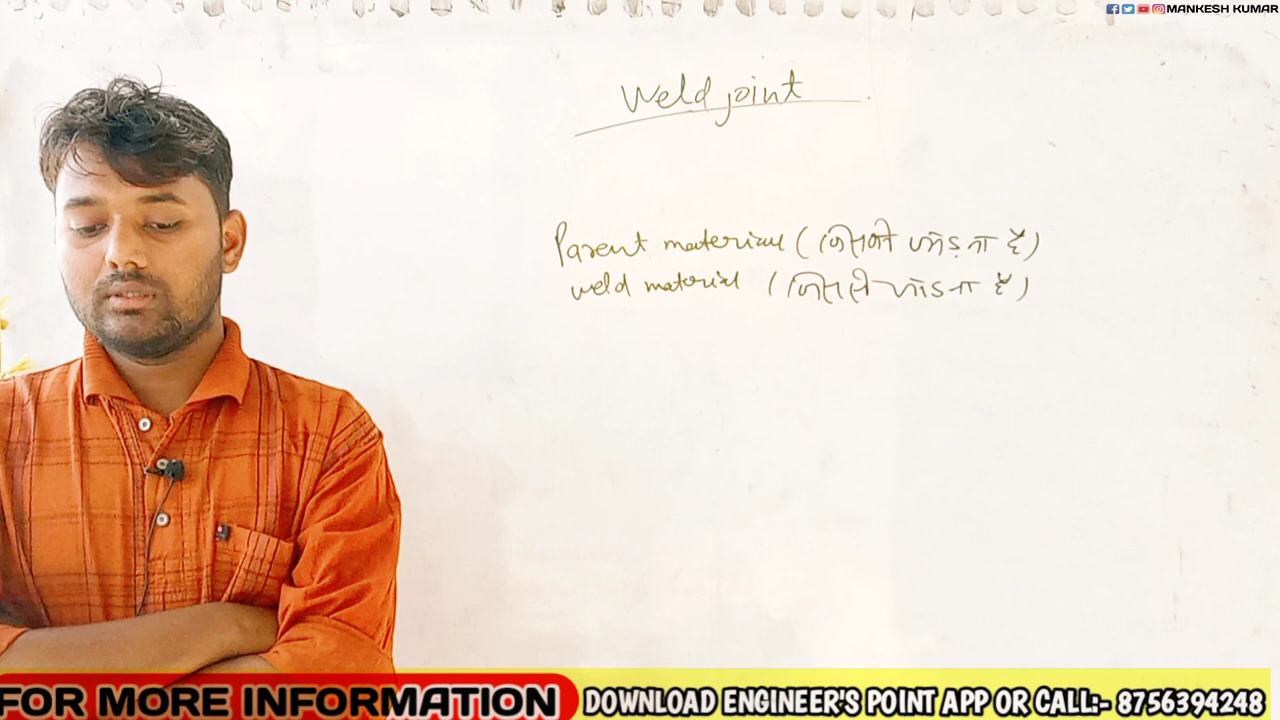 MANKESH KUMAR
Weld joint
Parent material (जिसको जोड़ना है)
weld material (जिससे जोडना है)
FOR MORE INFORMATION
DOWNLOAD ENGINEER'S POINT APP OR CALL:- 8756394248